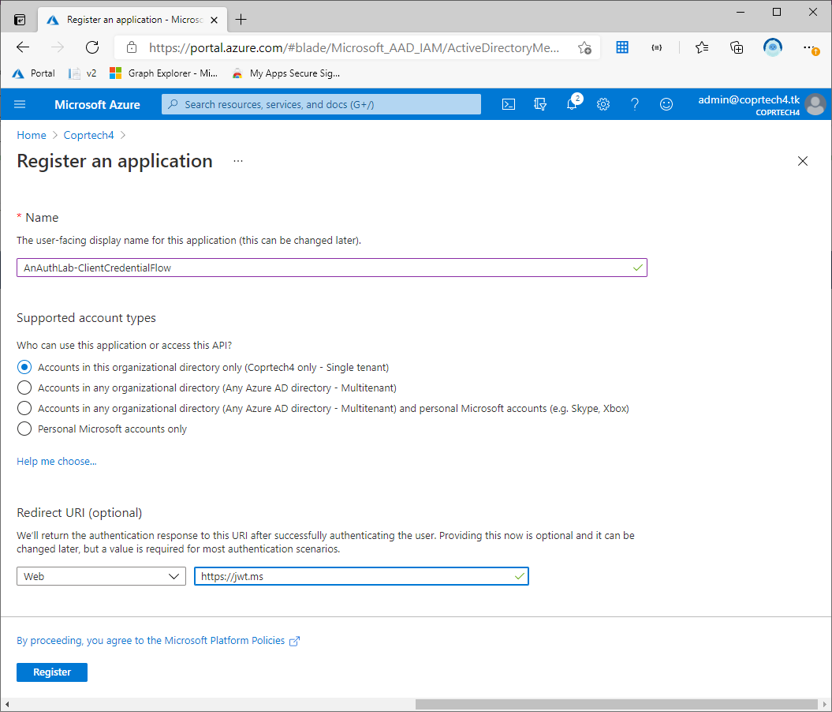 Register an application - Micros
https://portal.azure.com/#blade/Microsoft_AAD_IAM/ActiveDirectoryMe...
Portal v2 Graph Explorer - Mi... My Apps Secure Sig...
Microsoft Azure Search resources, services, and docs (G+/) 2 admin@coprtech4.tk
COPRTECH4
Home > Coprtech4 >
Register an application ...
* Name
The user-facing display name for this application (this can be changed later).
AnAuthLab-ClientCredentialFlow
Supported account types
Who can use this application or access this API?
Accounts in this organizational directory only (Coprtech4 only - Single tenant)
Accounts in any organizational directory (Any Azure AD directory - Multitenant)
Accounts in any organizational directory (Any Azure AD directory - Multitenant) and personal Microsoft accounts (e.g. Skype, Xbox)
Personal Microsoft accounts only
Help me choose...
Redirect URI (optional)
We'll return the authentication response to this URI after successfully authenticating the user. Providing this now is optional and it can be
changed later, but a value is required for most authentication scenarios.
Web https://jwt.ms
By proceeding, you agree to the Microsoft Platform Policies
Register